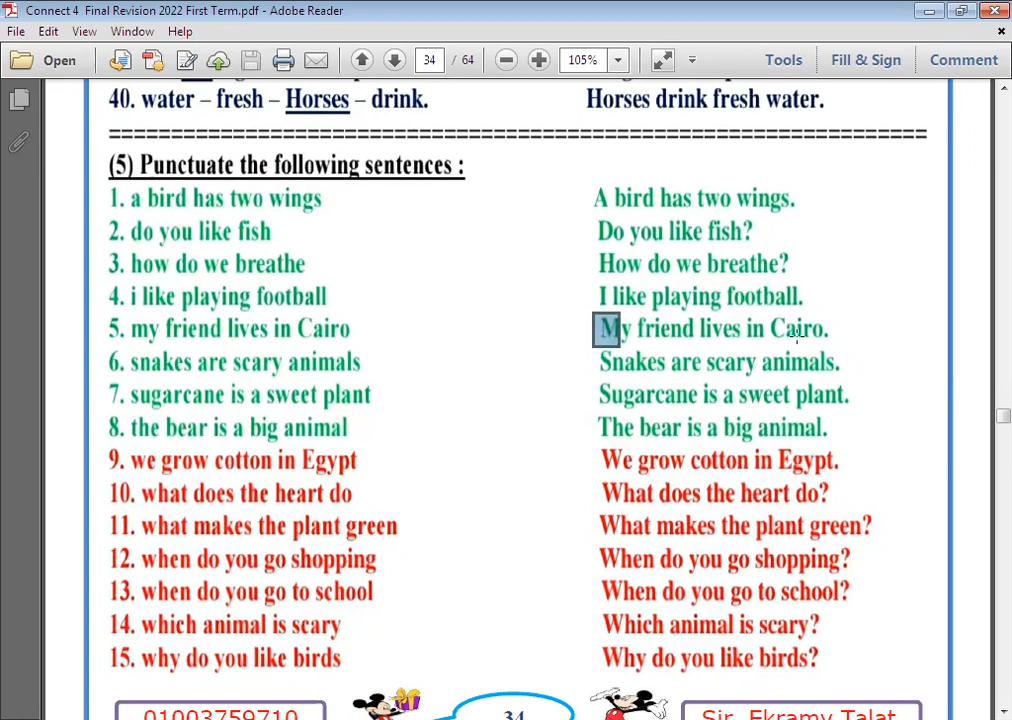 Connect 4 Final Revision 2022 First Term.pdf - Adobe Reader
File Edit View Window Help
Open 34 / 64 105% Tools Fill & Sign Comment
40. water – fresh – Horses – drink. Horses drink fresh water.
(5) Punctuate the following sentences :
1. a bird has two wings A bird has two wings.
2. do you like fish Do you like fish?
3. how do we breathe How do we breathe?
4. i like playing football I like playing football.
5. my friend lives in Cairo My friend lives in Cairo.
6. snakes are scary animals Snakes are scary animals.
7. sugarcane is a sweet plant Sugarcane is a sweet plant.
8. the bear is a big animal The bear is a big animal.
9. we grow cotton in Egypt We grow cotton in Egypt.
10. what does the heart do What does the heart do?
11. what makes the plant green What makes the plant green?
12. when do you go shopping When do you go shopping?
13. when do you go to school When do you go to school?
14. which animal is scary Which animal is scary?
15. why do you like birds Why do you like birds?
01003759710 34 Sir. Ekramy Talat